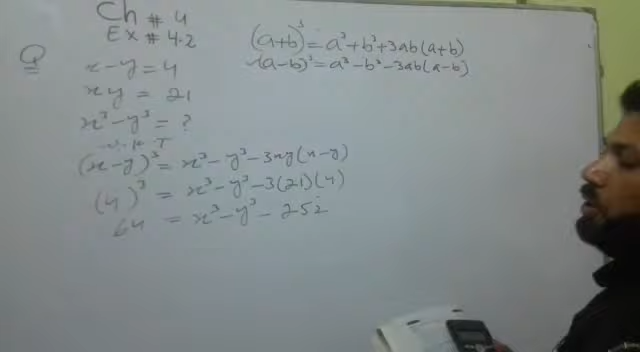 Ch # 4
Ex # 4.2
Q
x - y = 4
xy = 21
x³ - y³ = ?
(a+b)³ = a³ + b³ + 3ab(a+b)
(a-b)³ = a³ - b³ - 3ab(a-b)
W.K.T
(x-y)³ = x³ - y³ - 3xy(x-y)
(4)³ = x³ - y³ - 3(21)(4)
64 = x³ - y³ - 252